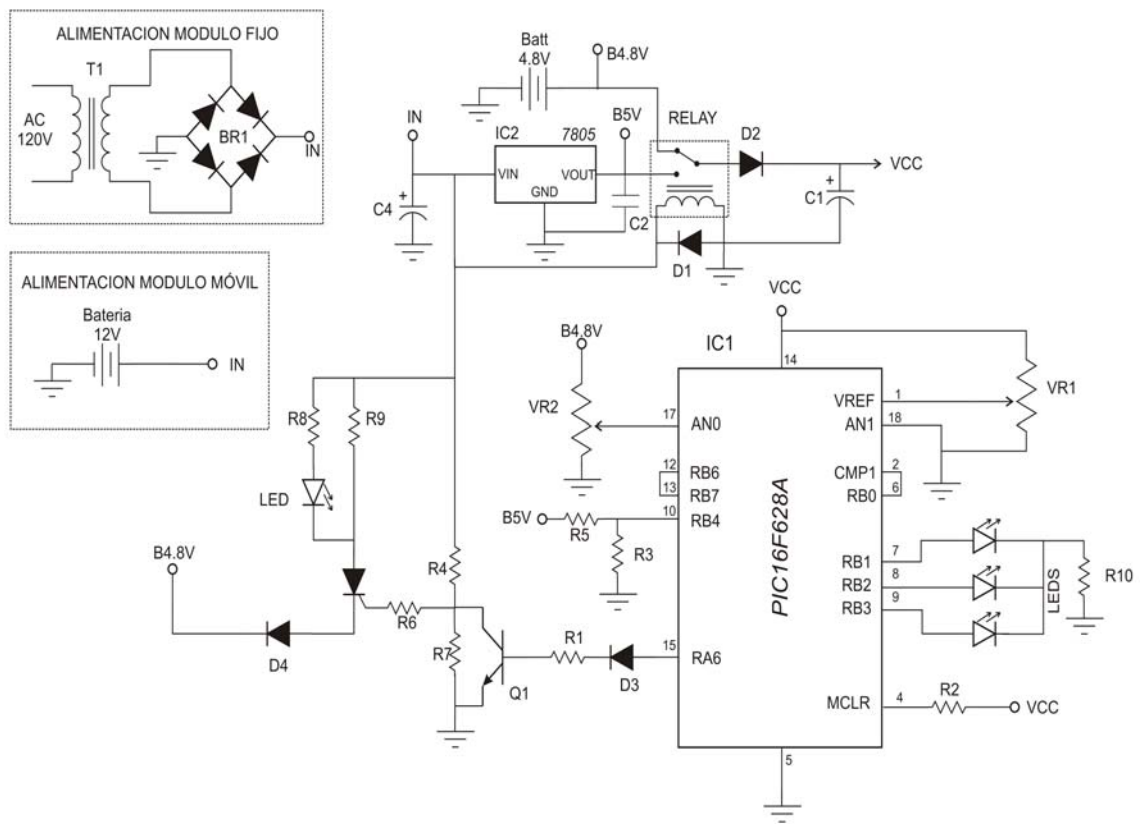 ALIMENTACION MODULO FIJO
T1
AC
120V
BR1
IN
ALIMENTACION MODULO MÓVIL
Bateria
12V
IN
Batt
4.8V
B4.8V
IN
IC2
7805
B5V
RELAY
D2
VIN
VOUT
GND
VCC
+
C4
C2
+
C1
D1
VCC
B4.8V
IC1
14
VR2
17
AN0
VREF
1
VR1
AN1
18
12
RB6
13
RB7
CMP1
2
RB0
6
B5V
R5
10
RB4
R3
R8
R9
LED
PIC16F628A
RB1
7
RB2
8
RB3
9
LEDS
R10
B4.8V
R4
R6
D4
R7
Q1
R1
D3
15
RA6
MCLR
4
R2
VCC
5